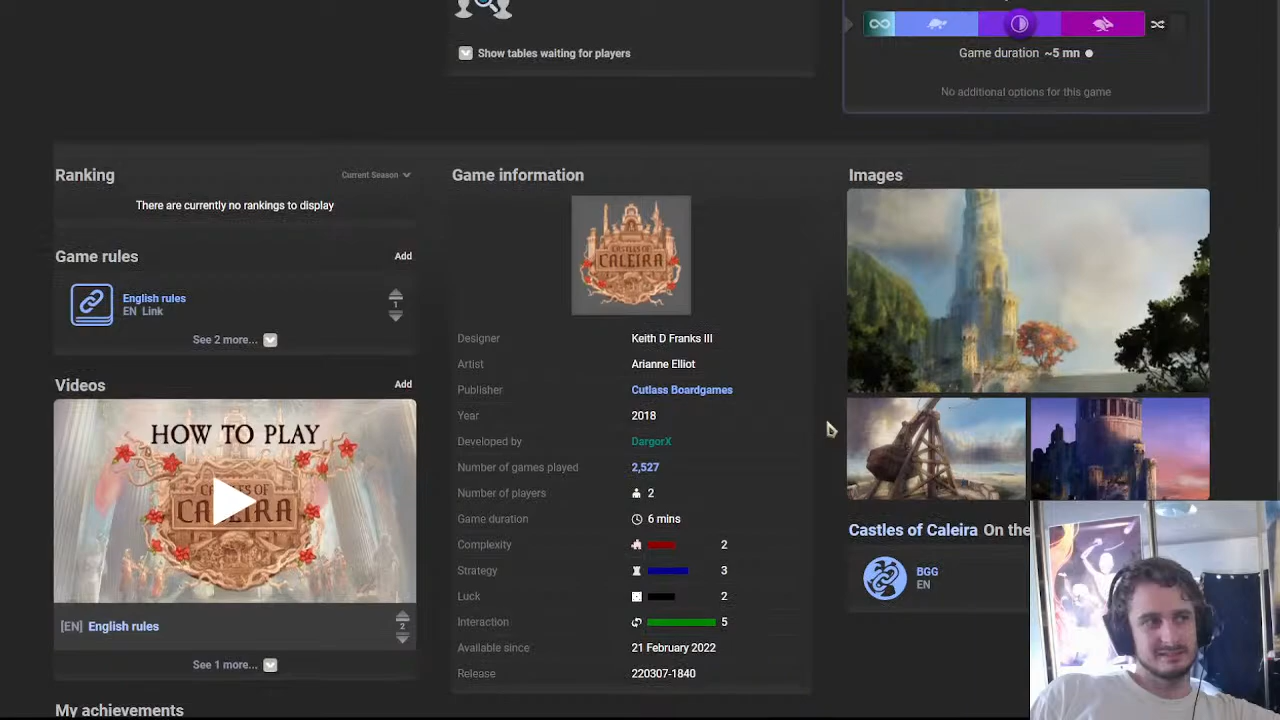 Show tables waiting for players
Game duration ~5 mn
No additional options for this game
Ranking
Current Season
There are currently no rankings to display
Game rules
Add
English rules
EN Link
1
See 2 more...
Videos
Add
HOW TO PLAY
CASTLES OF
CALEIRA
[EN] English rules
2
See 1 more...
My achievements
Game information
CASTLES OF
CALEIRA
Designer Keith D Franks III
Artist Arianne Elliot
Publisher Cutlass Boardgames
Year 2018
Developed by DargorX
Number of games played 2,527
Number of players 2
Game duration 6 mins
Complexity 2
Strategy 3
Luck 2
Interaction 5
Available since 21 February 2022
Release 220307-1840
Images
Castles of Caleira On the
BGG
EN